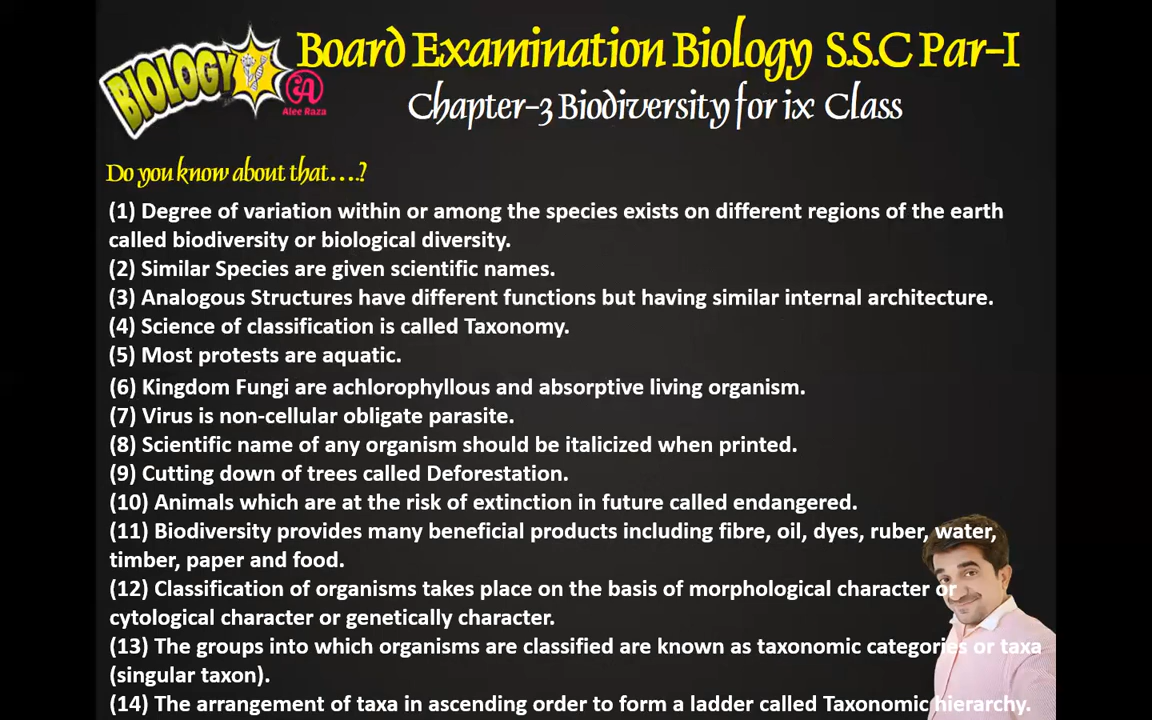 BIOLOGY
Alee Raza
Board Examination Biology S.S.C Par-I
Chapter-3 Biodiversity for ix Class
Do you know about that....?
(1) Degree of variation within or among the species exists on different regions of the earth
called biodiversity or biological diversity.
(2) Similar Species are given scientific names.
(3) Analogous Structures have different functions but having similar internal architecture.
(4) Science of classification is called Taxonomy.
(5) Most protests are aquatic.
(6) Kingdom Fungi are achlorophyllous and absorptive living organism.
(7) Virus is non-cellular obligate parasite.
(8) Scientific name of any organism should be italicized when printed.
(9) Cutting down of trees called Deforestation.
(10) Animals which are at the risk of extinction in future called endangered.
(11) Biodiversity provides many beneficial products including fibre, oil, dyes, ruber, water,
timber, paper and food.
(12) Classification of organisms takes place on the basis of morphological character or
cytological character or genetically character.
(13) The groups into which organisms are classified are known as taxonomic categories or taxa
(singular taxon).
(14) The arrangement of taxa in ascending order to form a ladder called Taxonomic hierarchy.